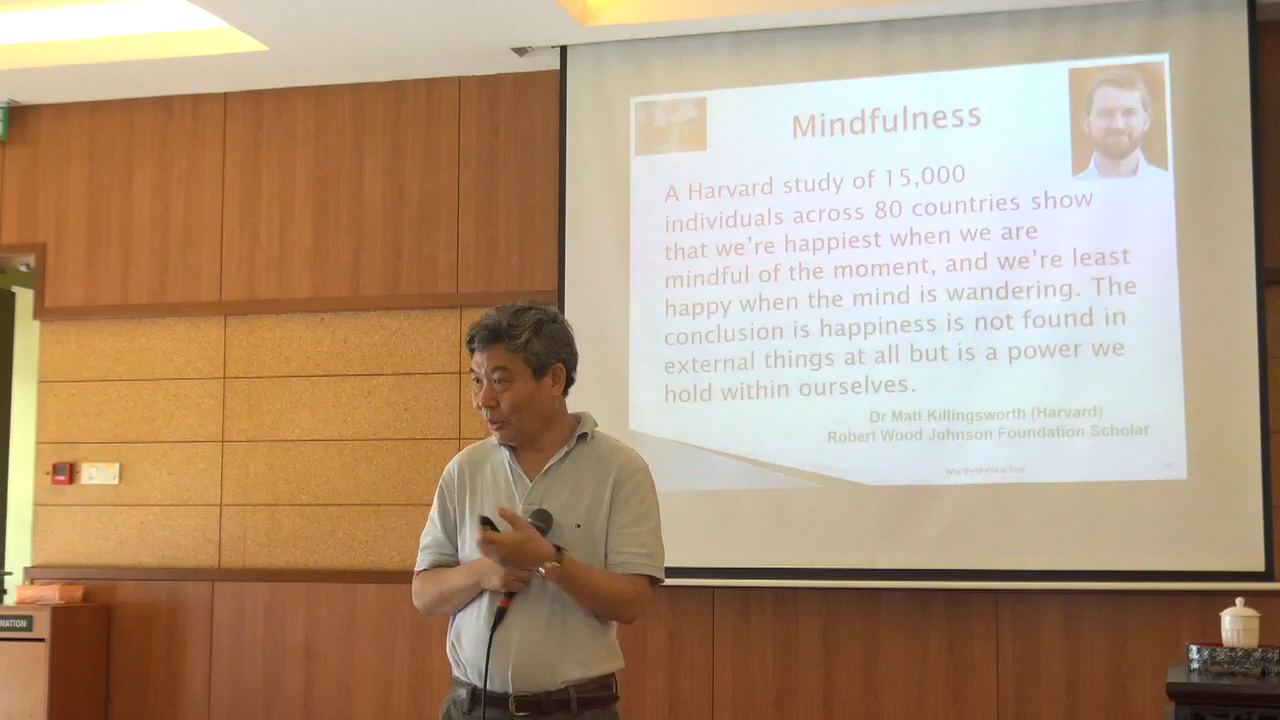 Mindfulness
A Harvard study of 15,000
individuals across 80 countries show
that we're happiest when we are
mindful of the moment, and we're least
happy when the mind is wandering. The
conclusion is happiness is not found in
external things at all but is a power we
hold within ourselves.
Dr Matt Killingsworth (Harvard)
Robert Wood Johnson Foundation Scholar
NATION